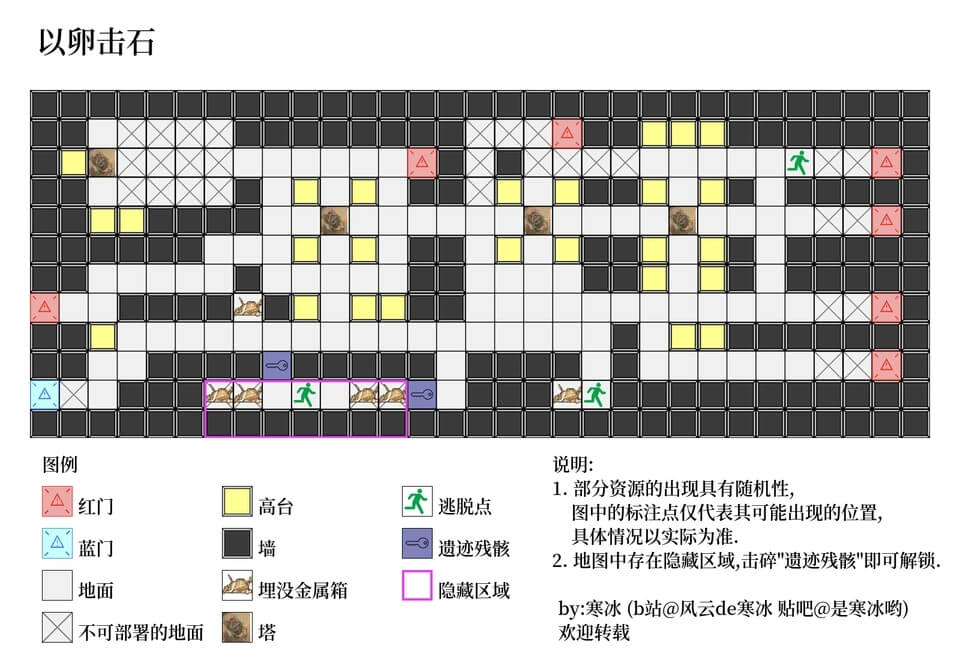 以卵击石
图例
红门
高台
逃脱点
蓝门
墙
遗迹残骸
地面
埋没金属箱
隐藏区域
不可部署的地面
塔
说明:
1. 部分资源的出现具有随机性,
图中的标注点仅代表其可能出现的位置,
具体情况以实际为准.
2. 地图中存在隐藏区域,击碎"遗迹残骸"即可解锁.
by:寒冰 (b站@风云de寒冰 贴吧@是寒冰哟)
欢迎转载